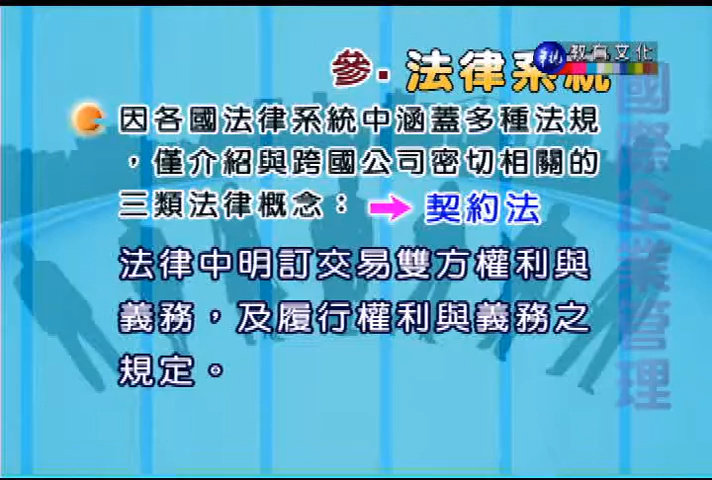 參.法律系統
教育文化
因各國法律系統中涵蓋多種法規
，僅介紹與跨國公司密切相關的
三類法律概念：→契約法
法律中明訂交易雙方權利與
義務，及履行權利與義務之
規定。
國際企業管理